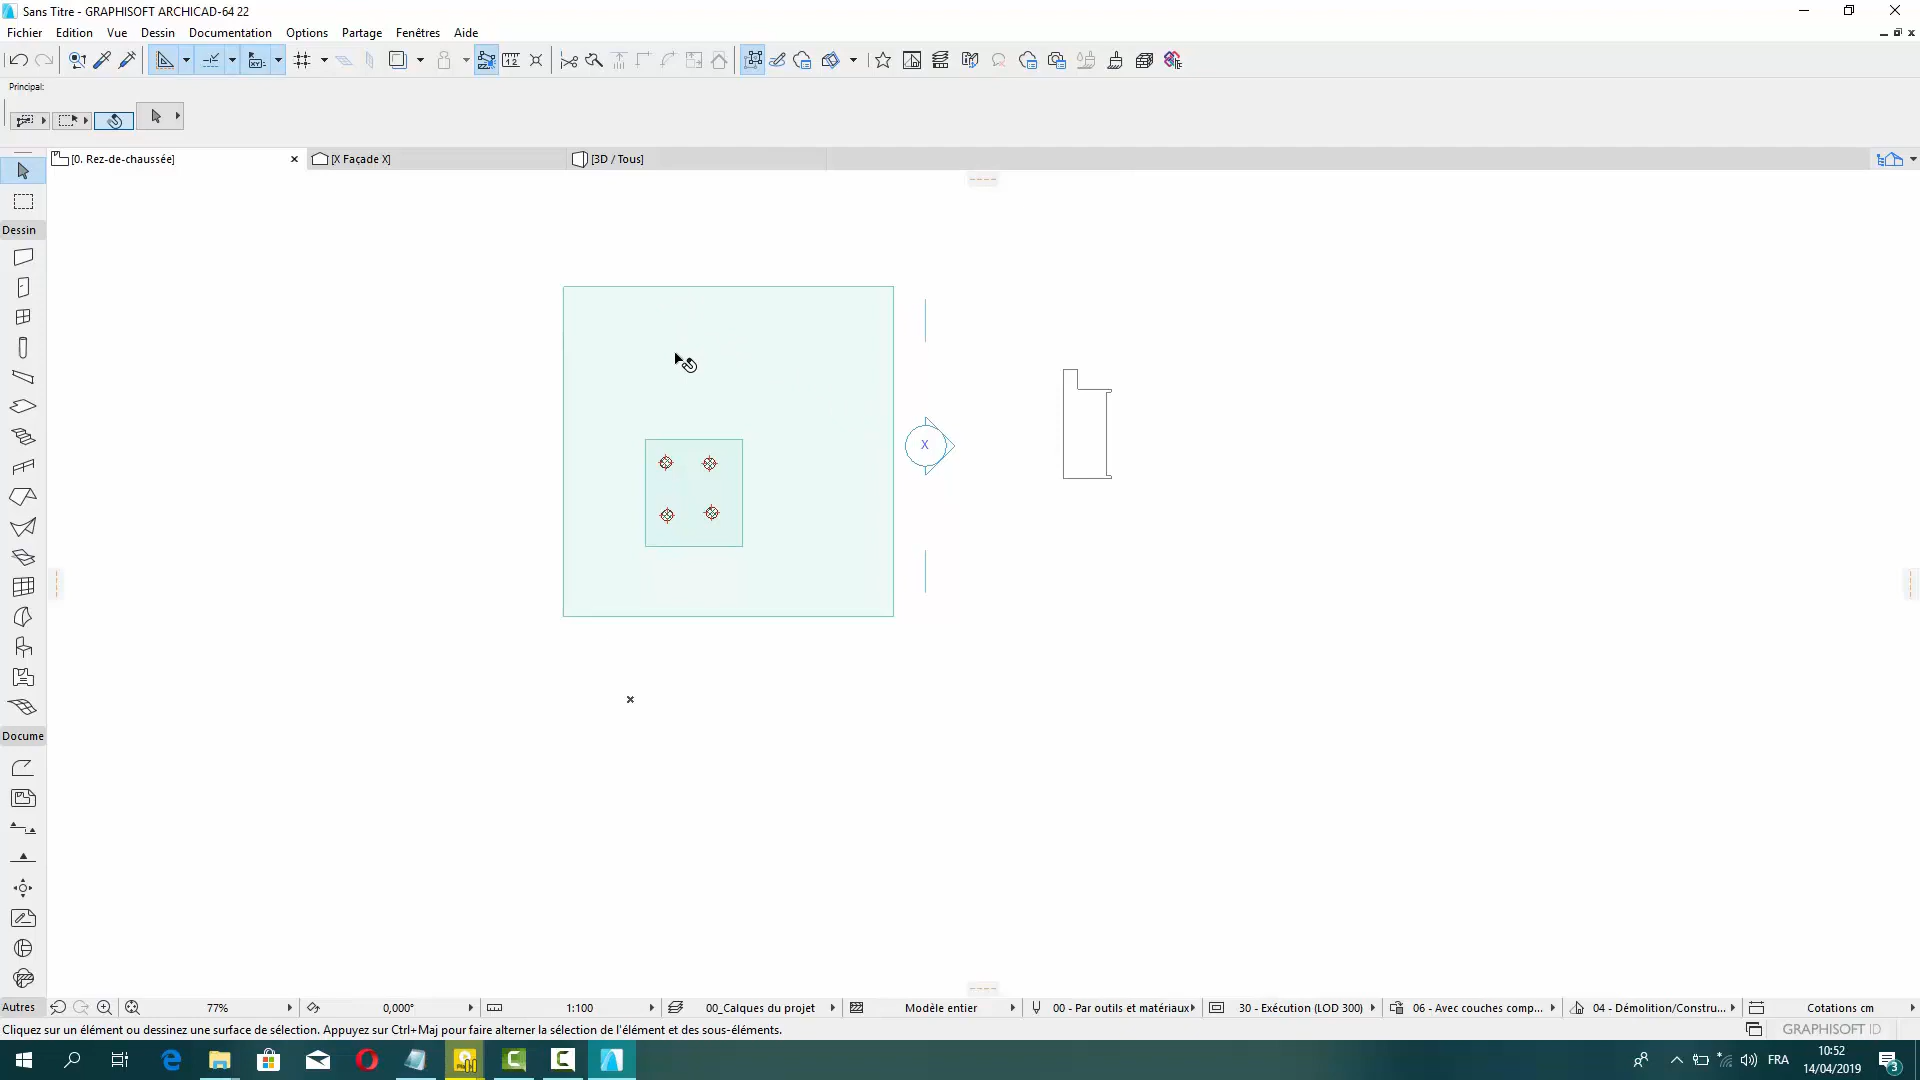 Sans Titre - GRAPHISOFT ARCHICAD-64 22
Fichier Edition Vue Dessin Documentation Options Partage Fenêtres Aide
Principal:
[0. Rez-de-chaussée] [X Façade X] [3D / Tous]
Dessin
X
Docume
Autres 77% 0,000° 1:100 00_Calques du projet Modèle entier 00 - Par outils et matériaux 30 - Exécution (LOD 300) 06 - Avec couches comp... 04 - Démolition/Constru... Cotations cm
Cliquez sur un élément ou dessinez une surface de sélection. Appuyez sur Ctrl+Maj pour faire alterner la sélection de l'élément et des sous-éléments. GRAPHISOFT ID
FRA 10:52
14/04/2019 3